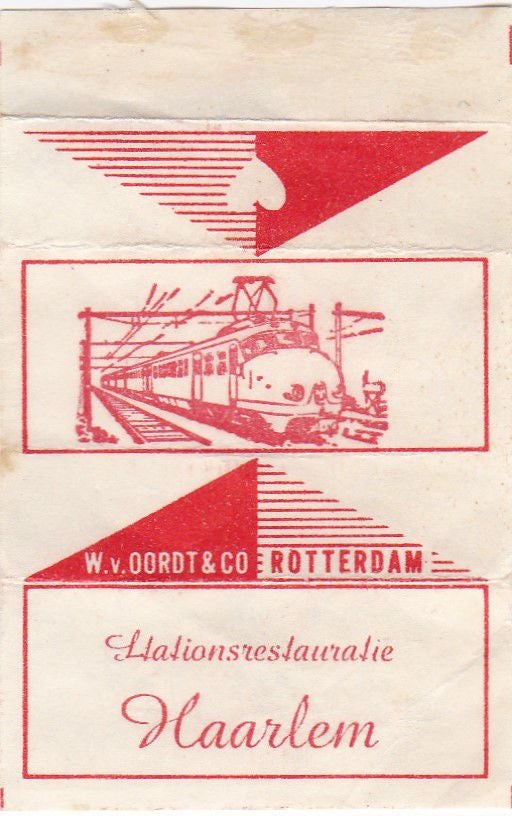 W.v.OORDT & CO ROTTERDAM
Stationsrestauratie
Haarlem